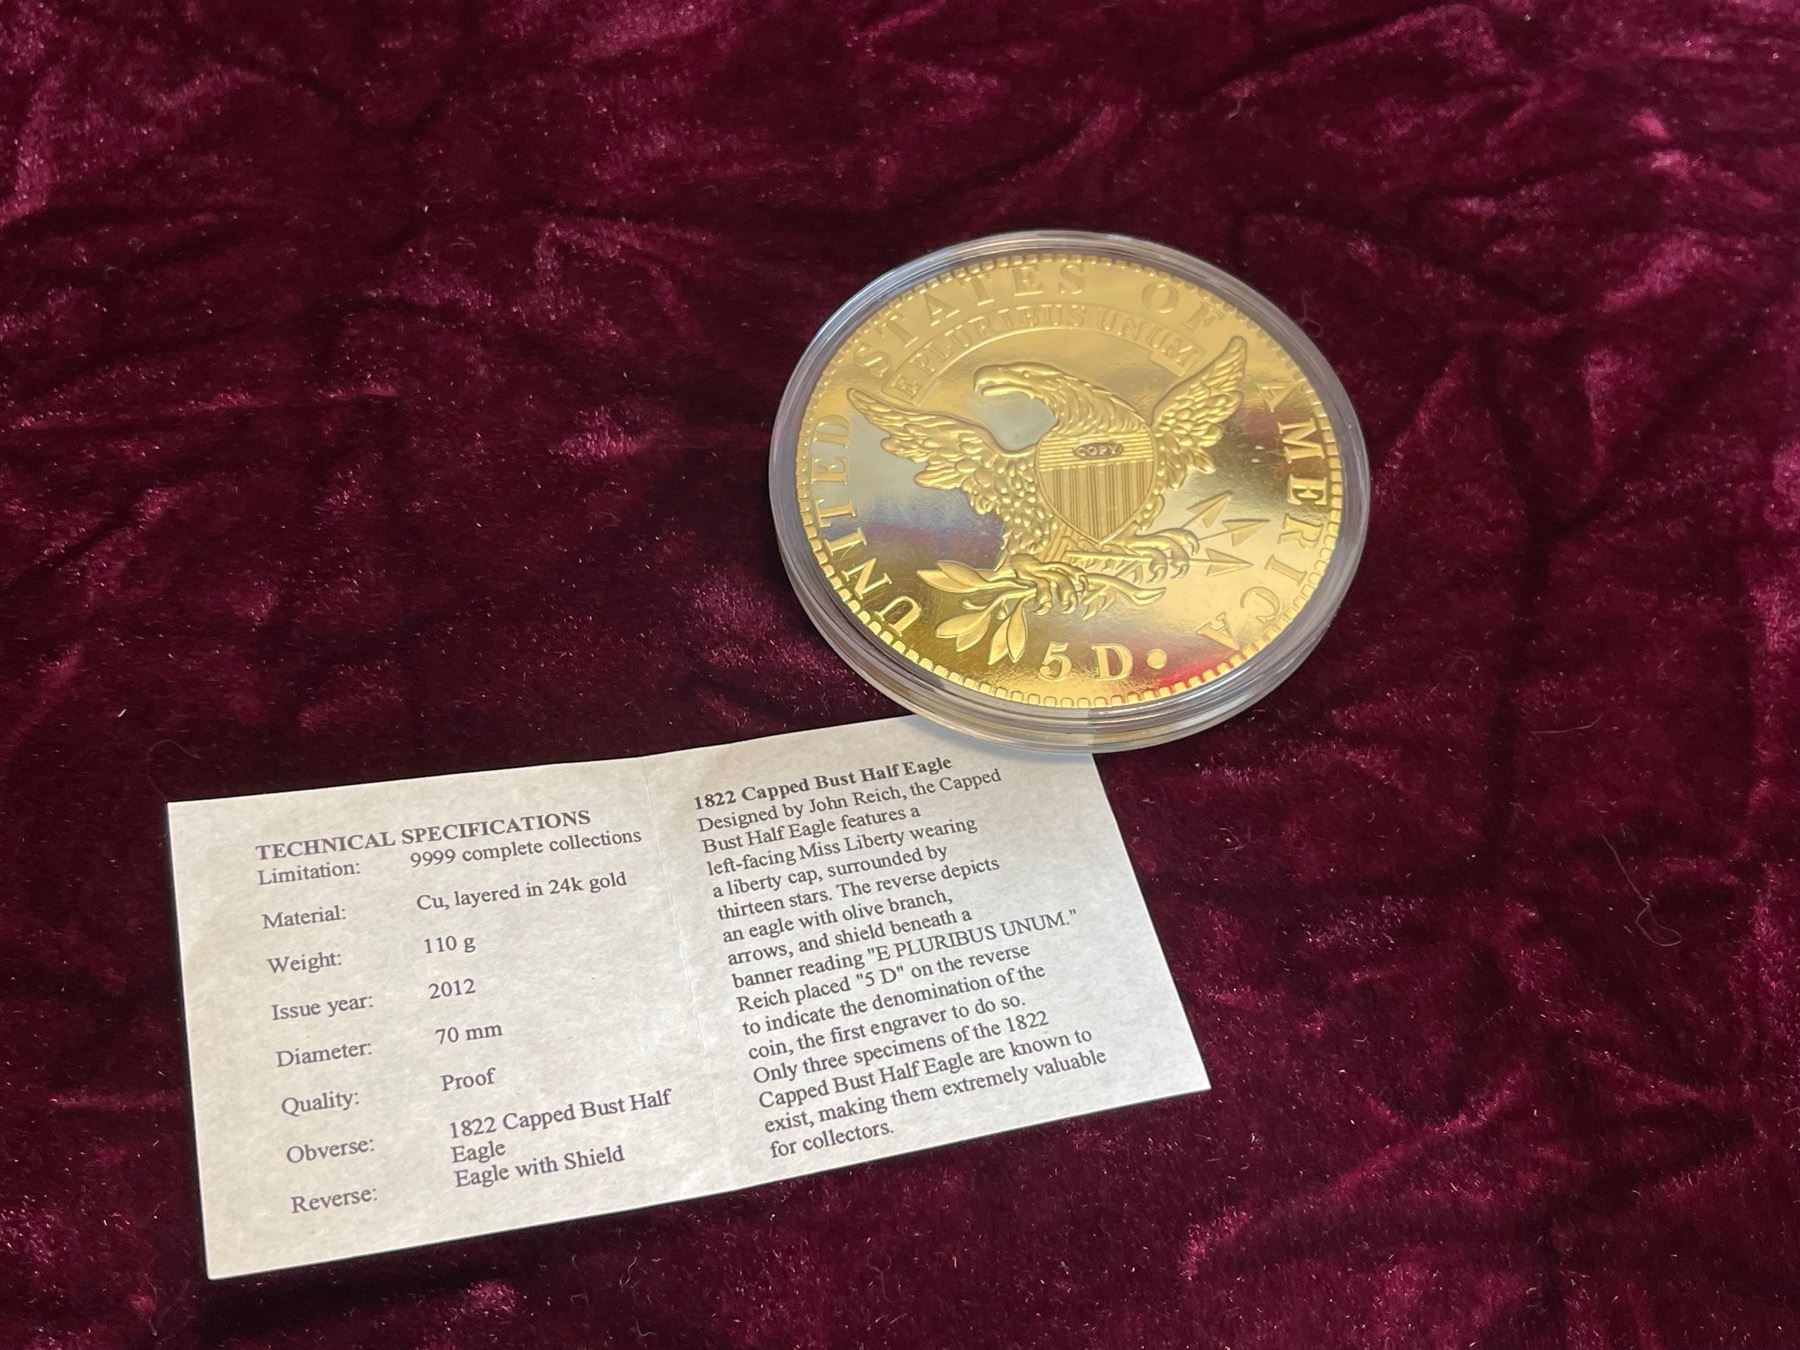 UNITED STATES OF AMERICA
E PLURIBUS UNUM
COPY
5 D.
TECHNICAL SPECIFICATIONS
Limitation: 9999 complete collections
Material: Cu, layered in 24k gold
Weight: 110 g
Issue year: 2012
Diameter: 70 mm
Quality: Proof
Obverse: 1822 Capped Bust Half
Eagle
Reverse: Eagle with Shield
1822 Capped Bust Half Eagle
Designed by John Reich, the Capped
Bust Half Eagle features a
left-facing Miss Liberty wearing
a liberty cap, surrounded by
thirteen stars. The reverse depicts
an eagle with olive branch,
arrows, and shield beneath a
banner reading "E PLURIBUS UNUM."
Reich placed "5 D" on the reverse
to indicate the denomination of the
coin, the first engraver to do so.
Only three specimens of the 1822
Capped Bust Half Eagle are known to
exist, making them extremely valuable
for collectors.